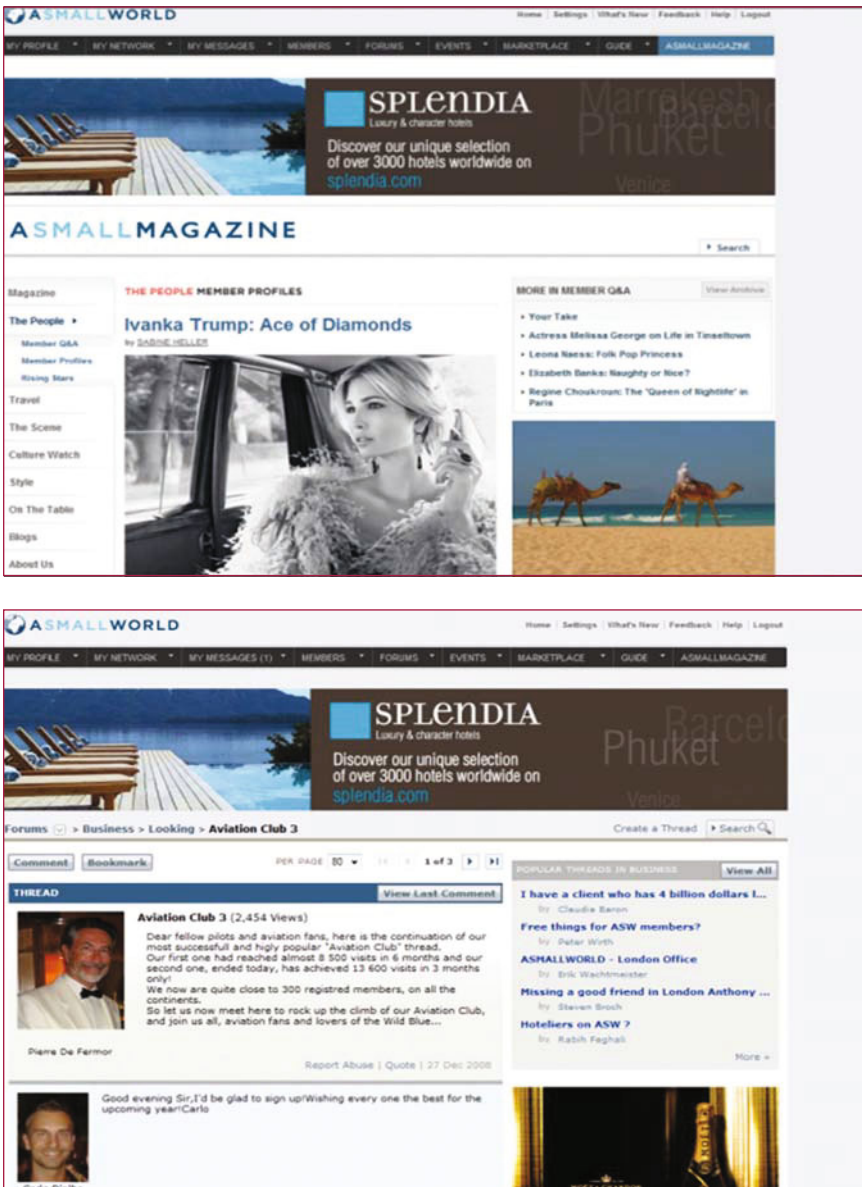 ASMALLWORLD
Home | Settings | What's New | Feedback | Help | Logout
MY PROFILE MY NETWORK MY MESSAGES MEMBERS FORUMS EVENTS MARKETPLACE GUIDE ASMALLMAGAZINE
SPLENDIA
Luxury & character hotels
Discover our unique selection
of over 3000 hotels worldwide on
splendia.com
Marrakesh
Barcelo
Phuket
Venice
ASMALLMAGAZINE
Search
Magazine
The People
Member Q&A
Member Profiles
Rising Stars
Travel
The Scene
Culture Watch
Style
On The Table
Blogs
About Us
THE PEOPLE MEMBER PROFILES
Ivanka Trump: Ace of Diamonds
by SABINE HELLER
MORE IN MEMBER Q&A
View Archive
Your Take
Actress Melissa George on Life in Tinseltown
Leona Naess: Folk Pop Princess
Elizabeth Banks: Naughty or Nice?
Regine Choukroun: The 'Queen of Nightlife' in
Paris
ASMALLWORLD
Home | Settings | What's New | Feedback | Help | Logout
MY PROFILE MY NETWORK MY MESSAGES (1) MEMBERS FORUMS EVENTS MARKETPLACE GUIDE ASMALLMAGAZINE
SPLENDIA
Luxury & character hotels
Discover our unique selection
of over 3000 hotels worldwide on
splendia.com
Barcelo
Phuket
Venice
Forums > Business > Looking > Aviation Club 3
Create a Thread
Search
Comment
Bookmark
PER PAGE 80
1 of 3
THREAD
View Last Comment
Aviation Club 3 (2,454 Views)
Dear fellow pilots and aviation fans, here is the continuation of our
most successfull and higly popular "Aviation Club" thread.
Our first one had reached almost 8 500 visits in 6 months and our
second one, ended today, has achieved 13 600 visits in 3 months
only!
We now are quite close to 300 registred members, on all the
continents.
So let us now meet here to rock up the climb of our Aviation Club,
and join us all, aviation fans and lovers of the Wild Blue...
Pierre De Fermor
Report Abuse | Quote | 27 Dec 2008
Good evening Sir,I'd be glad to sign up!Wishing every one the best for the
upcoming year!Carlo
POPULAR THREADS IN BUSINESS
View All
I have a client who has 4 billion dollars l...
by Claudia Baron
Free things for ASW members?
by Peter Wirth
ASMALLWORLD - London Office
by Erik Wachtmeister
Missing a good friend in London Anthony ...
by Steven Broch
Hoteliers on ASW ?
by Rabih Feghali
More »